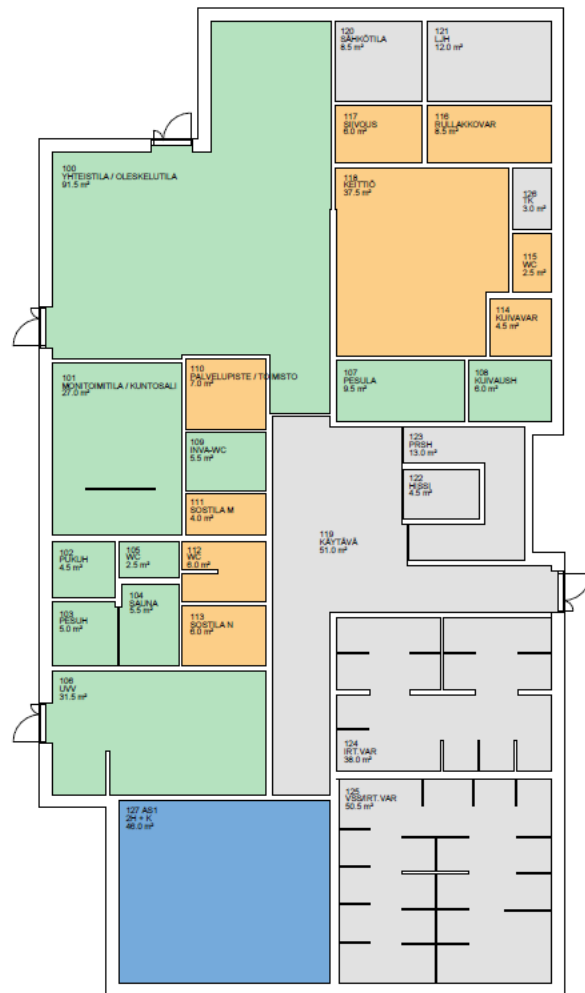 120
SÄHKÖTILA
8.5 m²
121
LJH
12.0 m²
117
SIIVOUS
6.0 m²
116
RULLAKKOVAR
8.5 m²
100
YHTEISTILA / OLESKELUTILA
91.5 m²
118
KEITTIÖ
37.5 m²
126
TK
3.0 m²
115
WC
2.5 m²
114
KUIVAVAR
4.5 m²
101
MONITOIMITILA / KUNTOSALI
27.0 m²
110
PALVELUPISTE / TOIMISTO
7.0 m²
107
PESULA
9.5 m²
108
KUIVAUSH
6.0 m²
109
INVA-WC
5.5 m²
123
PRSH
13.0 m²
122
HISSI
4.5 m²
111
SOSTILA M
4.0 m²
119
KÄYTÄVÄ
51.0 m²
102
PUKUH
4.5 m²
105
WC
2.5 m²
112
WC
6.0 m²
104
SAUNA
5.5 m²
103
PESUH
5.0 m²
113
SOSTILA N
6.0 m²
106
UVV
31.5 m²
124
IRT.VAR
38.0 m²
125
VSS/IRT.VAR
50.5 m²
127 AS1
2H + K
46.0 m²